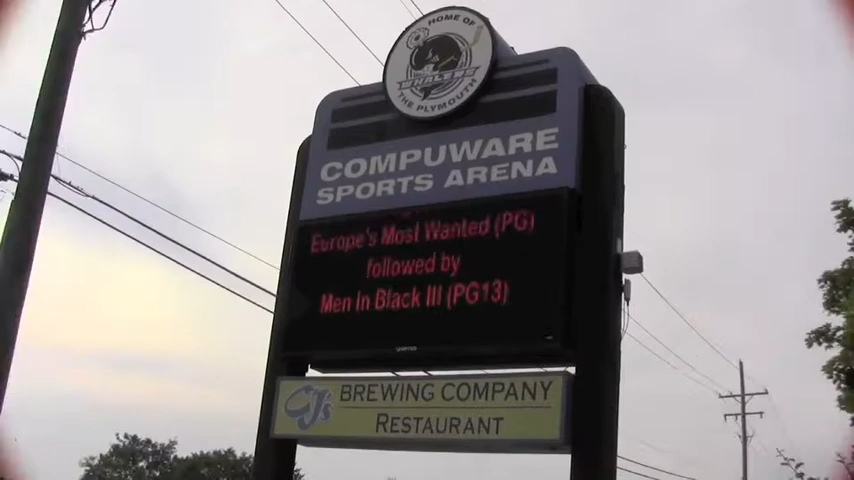 HOME OF
WHALERS
THE PLYMOUTH
COMPUWARE
SPORTS ARENA
Europe's Most Wanted (PG)
followed by
Men In Black III (PG13)
CJ's
BREWING COMPANY
RESTAURANT